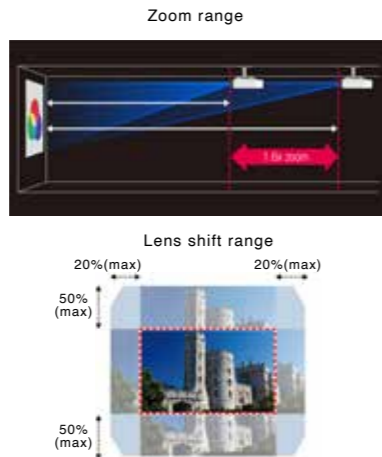 Zoom range
1.6x zoom
Lens shift range
20%(max)
20%(max)
50%
(max)
50%
(max)